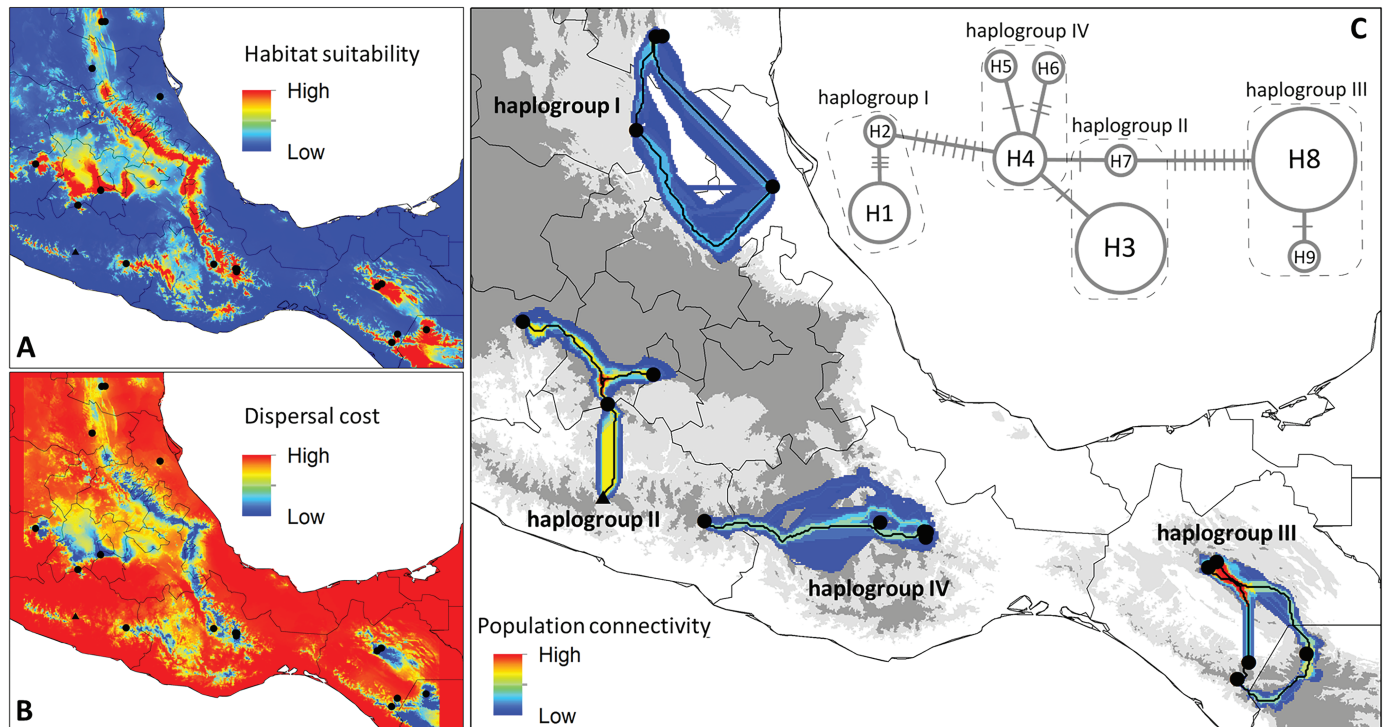 Habitat suitability
High
Low
A
Dispersal cost
High
Low
B
C
haplogroup IV
H5
H6
haplogroup I
H2
H4
H1
haplogroup II
H7
H3
haplogroup III
H8
H9
haplogroup I
haplogroup II
haplogroup IV
haplogroup III
Population connectivity
High
Low